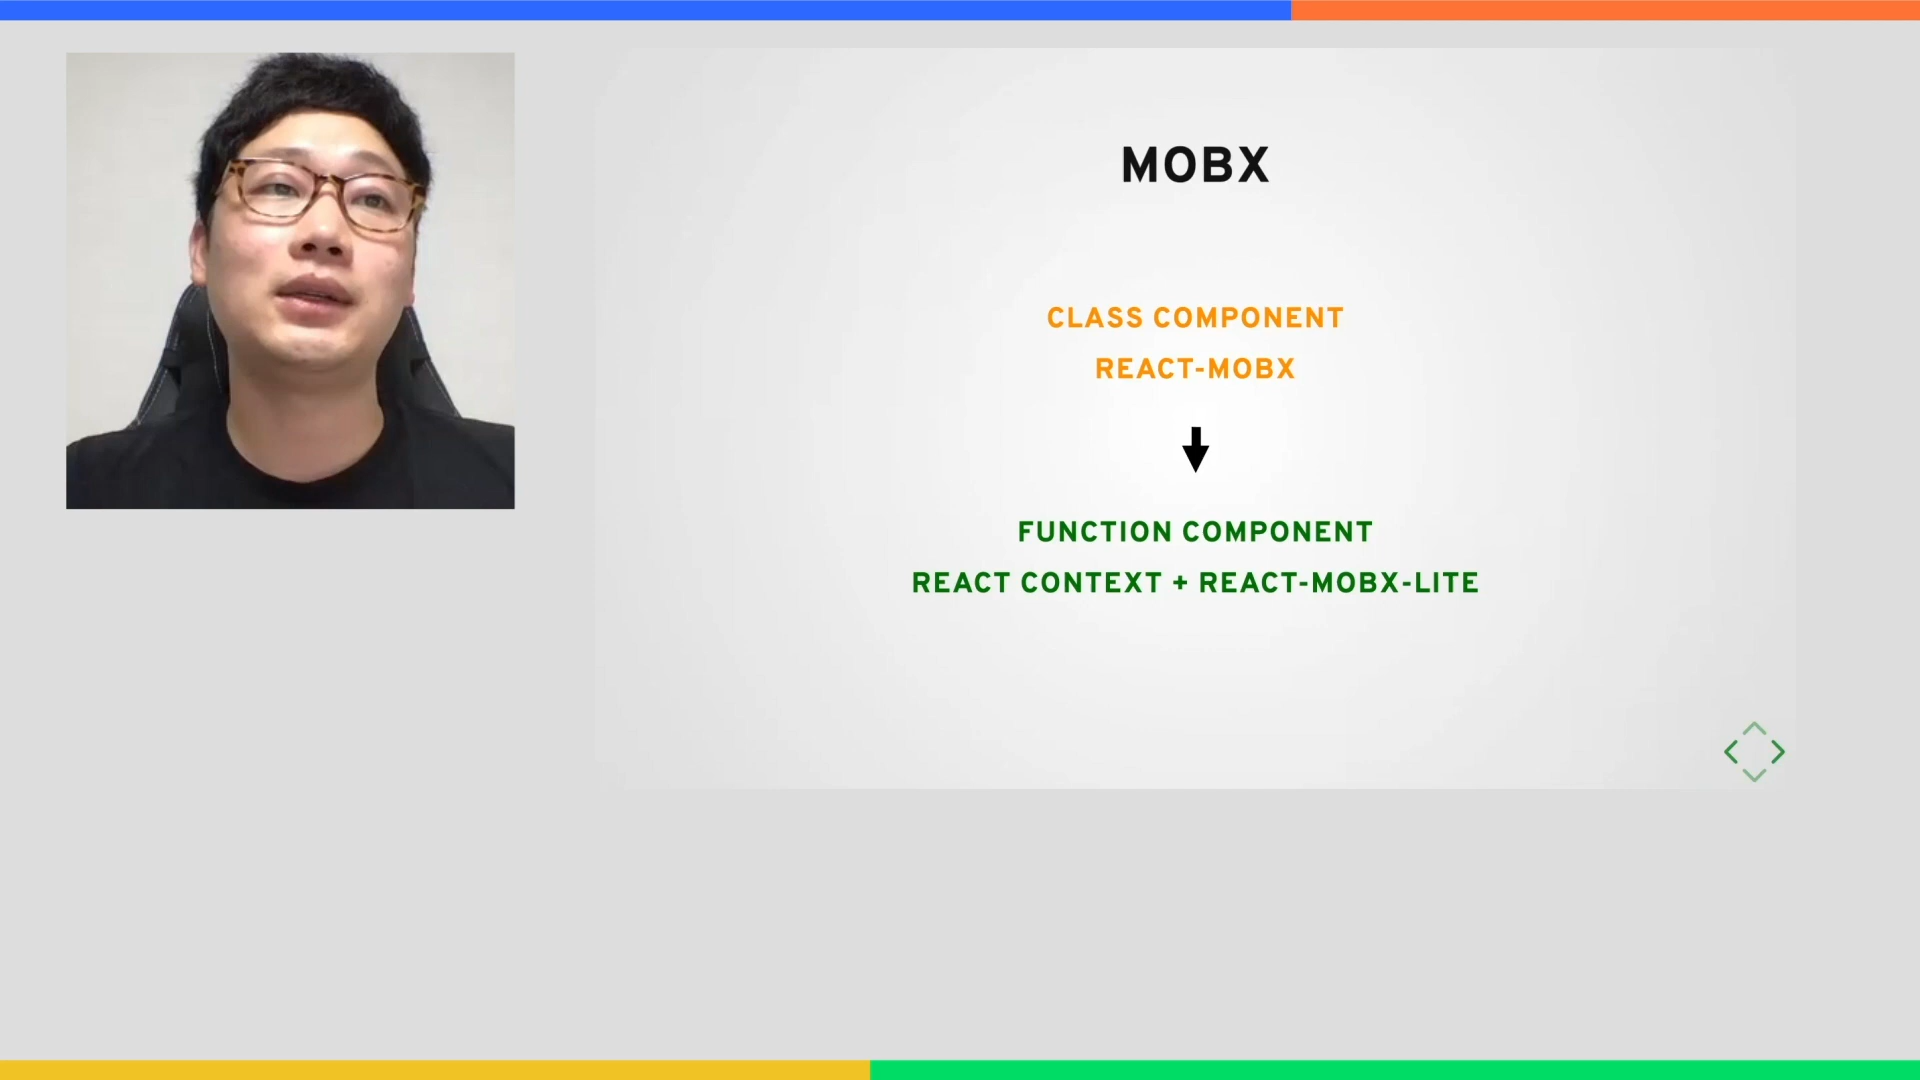 MOBX
CLASS COMPONENT
REACT-MOBX
FUNCTION COMPONENT
REACT CONTEXT + REACT-MOBX-LITE